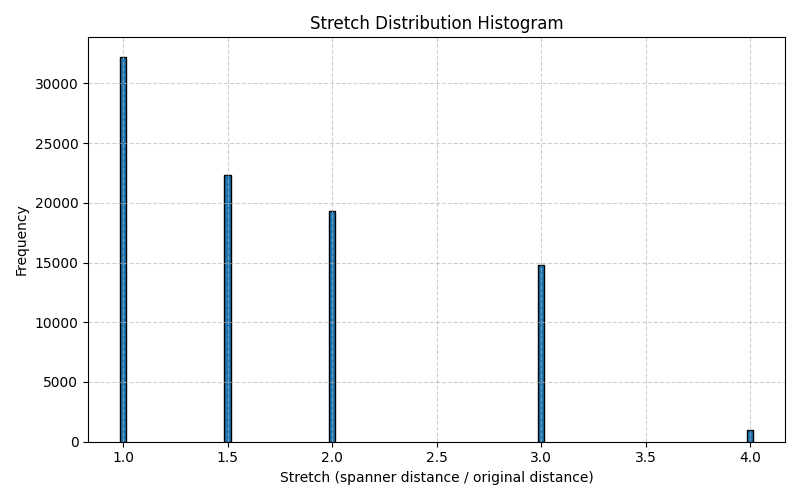 Stretch Distribution Histogram
Frequency
30000
25000
20000
15000
10000
5000
0
1.0 1.5 2.0 2.5 3.0 3.5 4.0
Stretch (spanner distance / original distance)